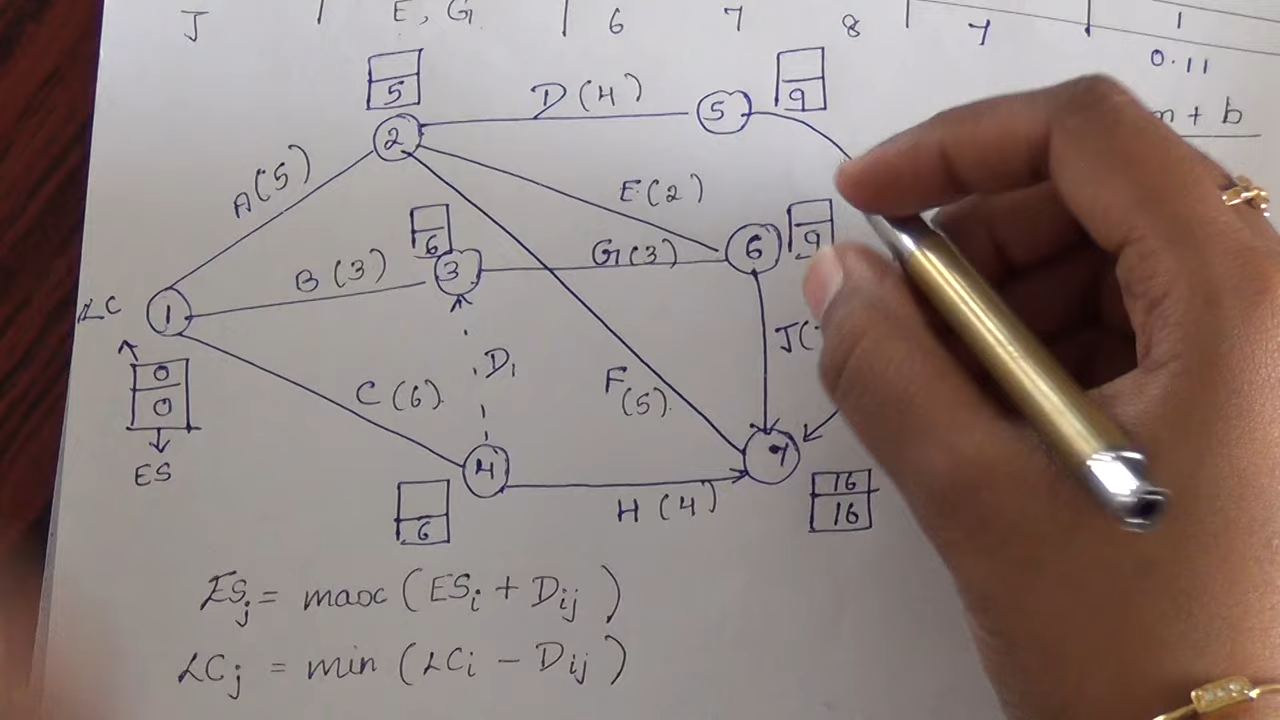 J E, G 6 7 8 7 1
0.11
m + b
5 D (4) 5 9
2
A(5) E (2)
6 G(3) 6 9
B (3) 3
LC 1
0 D1 J(
0 C (6) F(5)
ES 4 7
6 H (4) 16
16
ESj = max (ESi + Dij)
LCj = min (LCi - Dij)